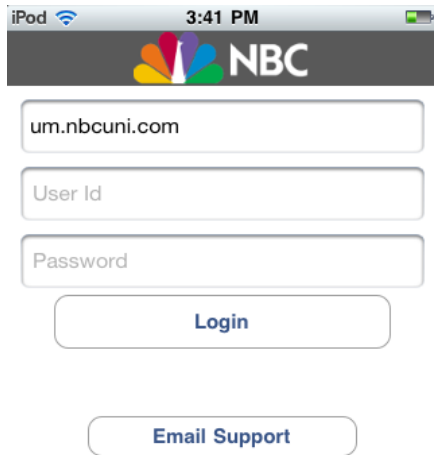 iPod 3:41 PM
NBC
um.nbcuni.com
User Id
Password
Login
Email Support